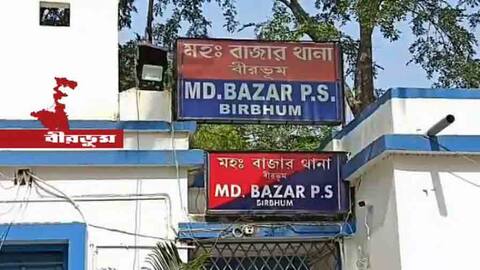 মহঃ বাজার থানা
বীরভূম
MD.BAZAR P.S.
BIRBHUM
বীরভূম
মহঃ বাজার থানা
বীরভূম
MD. BAZAR P.S
BIRBHUM